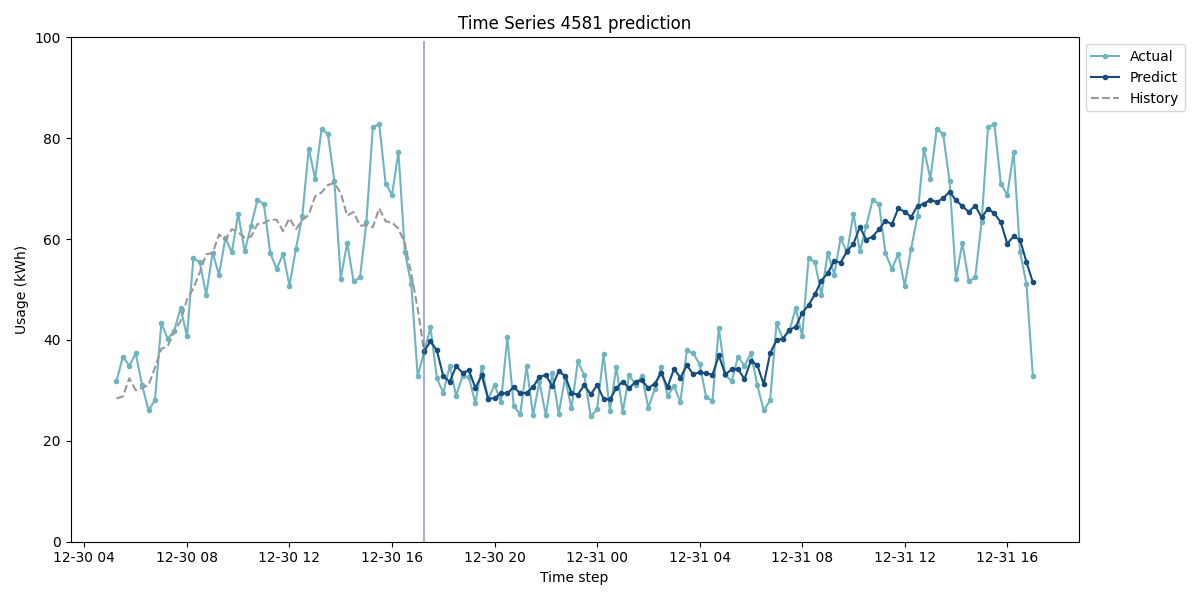 Time Series 4581 prediction
100
80
60
40
20
0
Usage (kWh)
12-30 04
12-30 08
12-30 12
12-30 16
12-30 20
12-31 00
12-31 04
12-31 08
12-31 12
12-31 16
Time step
Actual
Predict
History